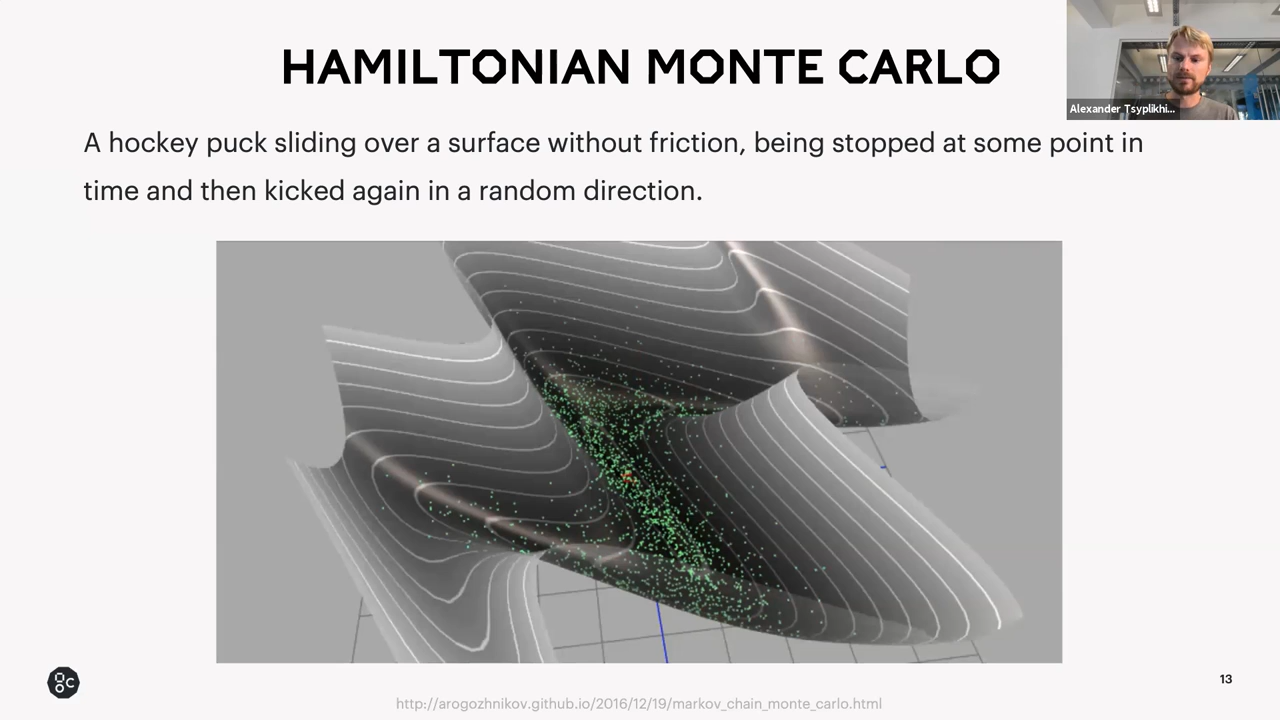 HAMILTONIAN MONTE CARLO
Alexander Tsyplikhi...
A hockey puck sliding over a surface without friction, being stopped at some point in
time and then kicked again in a random direction.
13
http://arogozhnikov.github.io/2016/12/19/markov_chain_monte_carlo.html